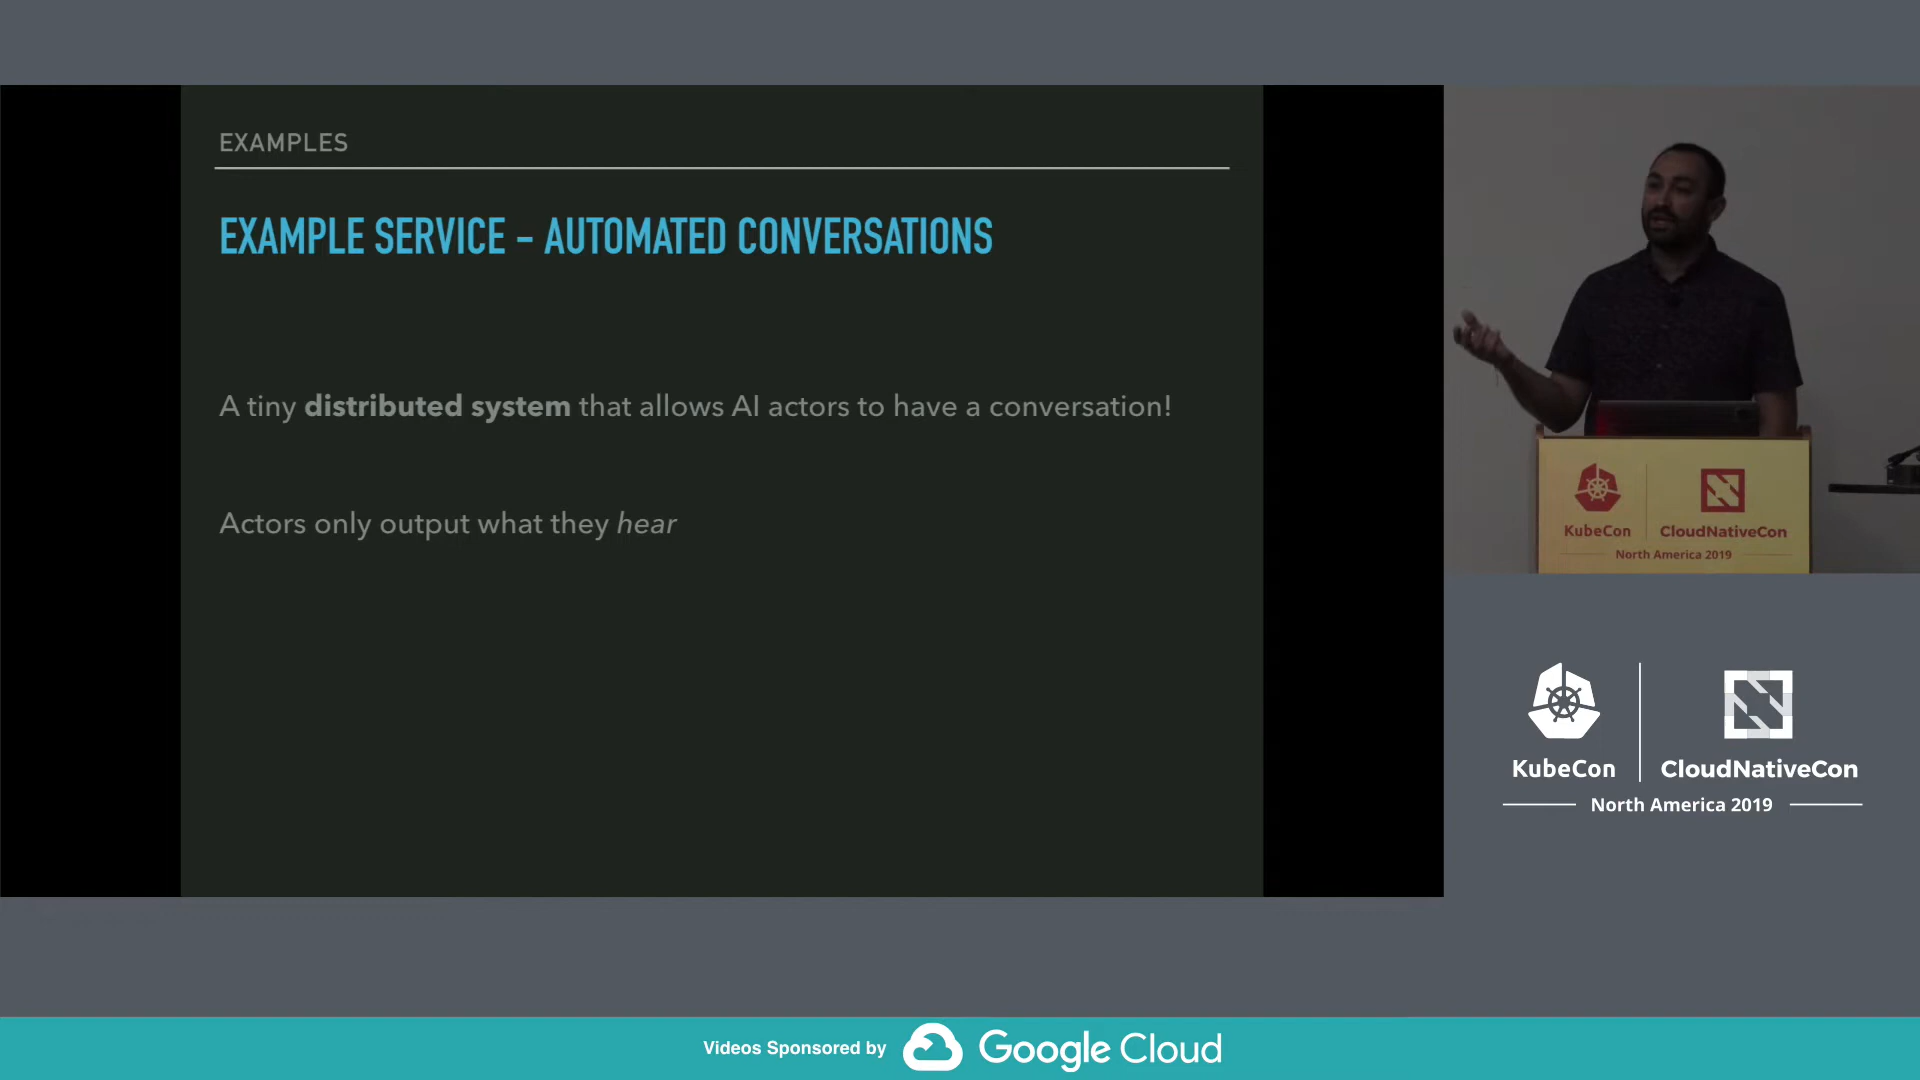 EXAMPLES
EXAMPLE SERVICE - AUTOMATED CONVERSATIONS
A tiny distributed system that allows AI actors to have a conversation!
Actors only output what they hear
KubeCon
CloudNativeCon
North America 2019
KubeCon
CloudNativeCon
North America 2019
Videos Sponsored by
Google Cloud